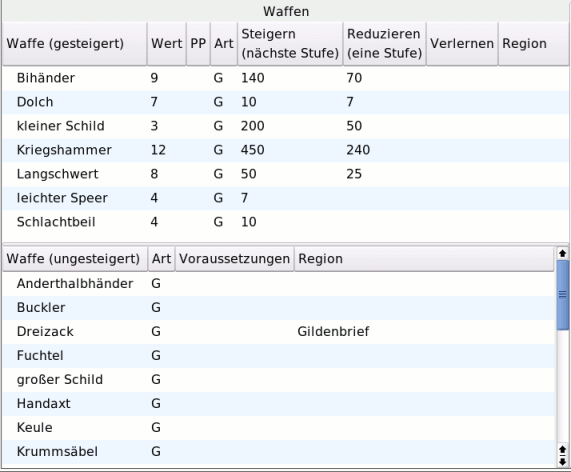 Waffen
Waffe (gesteigert) Wert PP Art Steigern (nächste Stufe) Reduzieren (eine Stufe) Verlernen Region
Bihänder 9 G 140 70
Dolch 7 G 10 7
kleiner Schild 3 G 200 50
Kriegshammer 12 G 450 240
Langschwert 8 G 50 25
leichter Speer 4 G 7
Schlachtbeil 4 G 10
Waffe (ungesteigert) Art Voraussetzungen Region
Anderthalbhänder G
Buckler G
Dreizack G Gildenbrief
Fuchtel G
großer Schild G
Handaxt G
Keule G
Krummsäbel G